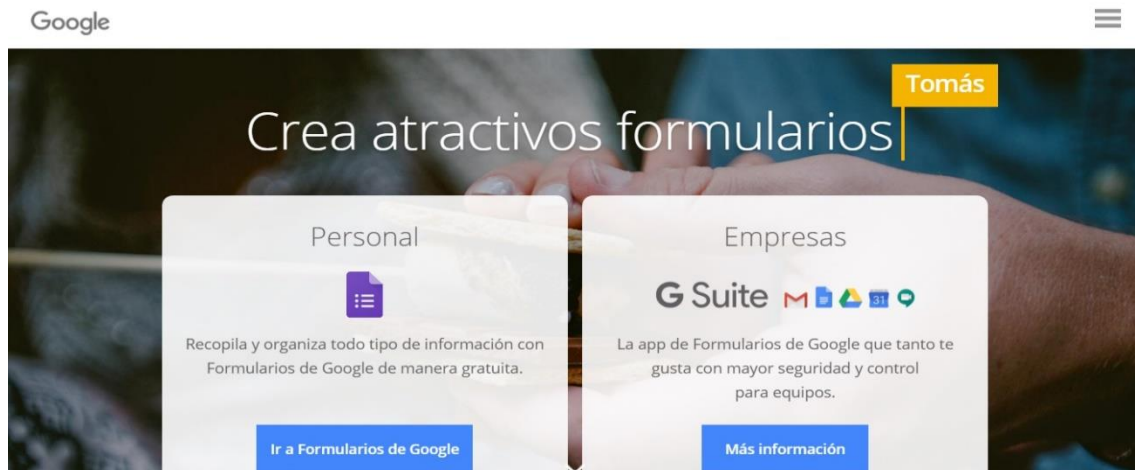 Google
Tomás
Crea atractivos formularios
Personal
Recopila y organiza todo tipo de información con
Formularios de Google de manera gratuita.
Ir a Formularios de Google
Empresas
G Suite
31
La app de Formularios de Google que tanto te
gusta con mayor seguridad y control
para equipos.
Más información